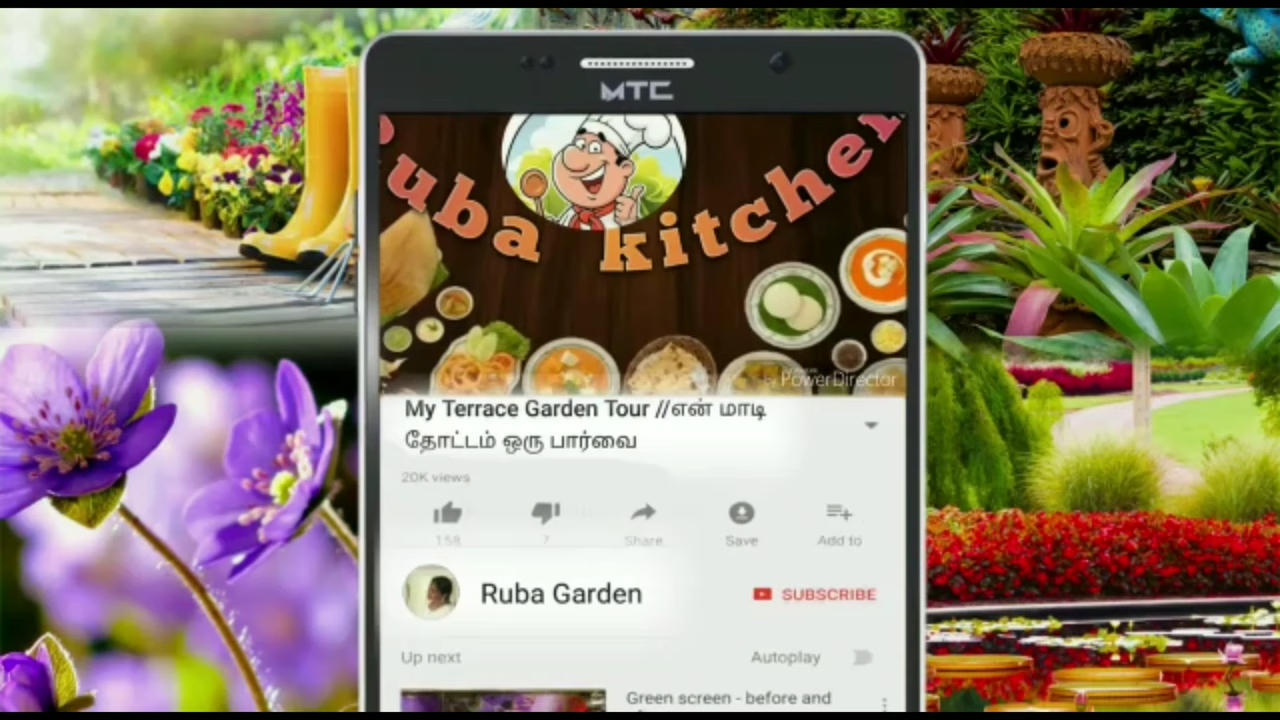 MTC
Ruba kitchen
PowerDirector
My Terrace Garden Tour //என் மாடி
தோட்டம் ஒரு பார்வை
20K views
158 7 Share Save Add to
Ruba Garden SUBSCRIBE
Up next Autoplay
Green screen - before and